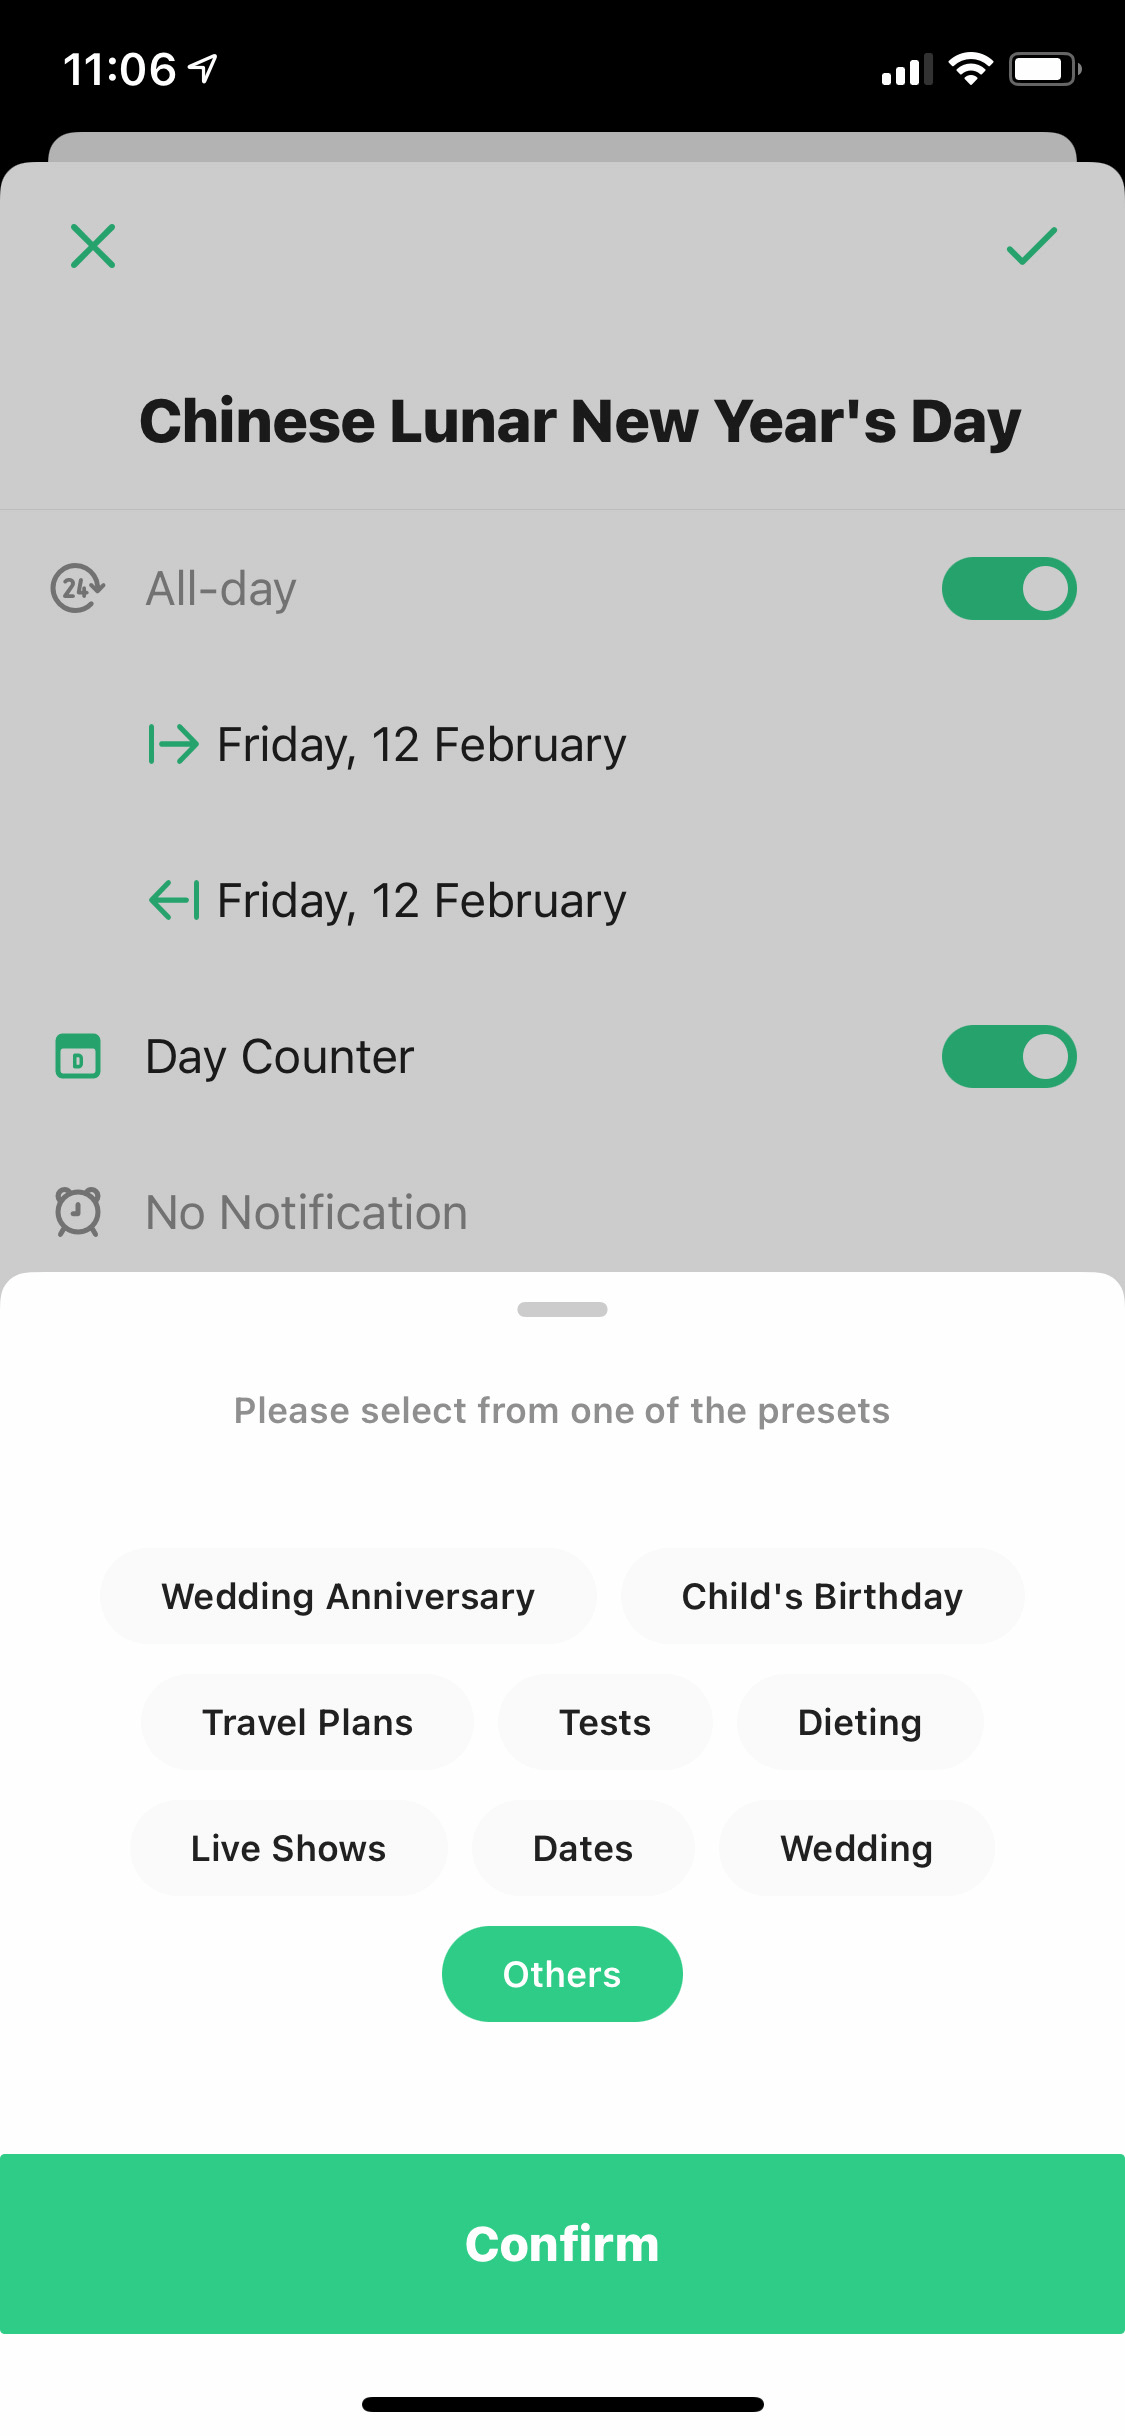 11:06
Chinese Lunar New Year's Day
24
All-day
Friday, 12 February
Friday, 12 February
D
Day Counter
No Notification
Please select from one of the presets
Wedding Anniversary
Child's Birthday
Travel Plans
Tests
Dieting
Live Shows
Dates
Wedding
Others
Confirm